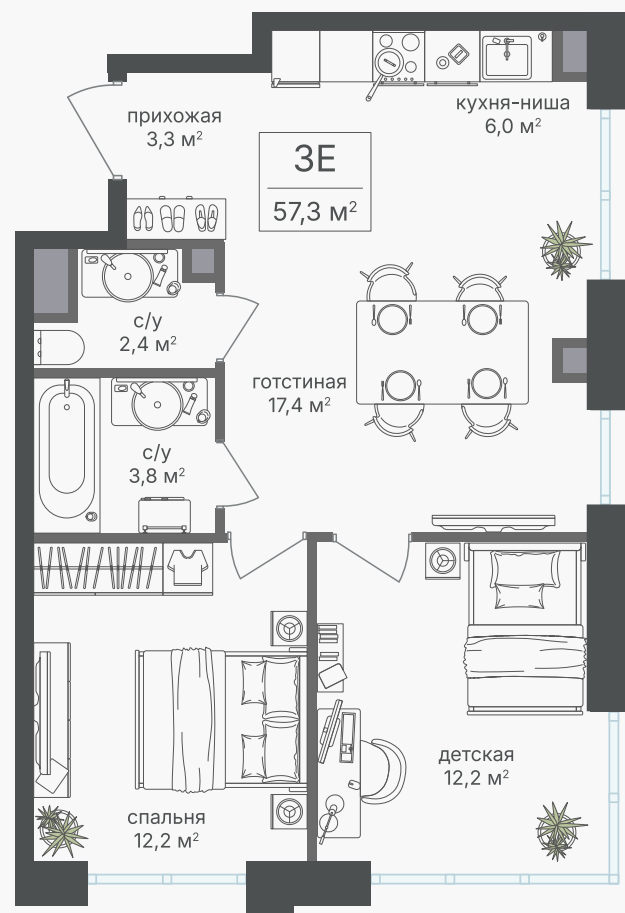 прихожая
3,3 м²
кухня-ниша
6,0 м²
3Е
57,3 м²
с/у
2,4 м²
готстиная
17,4 м²
с/у
3,8 м²
детская
12,2 м²
спальня
12,2 м²